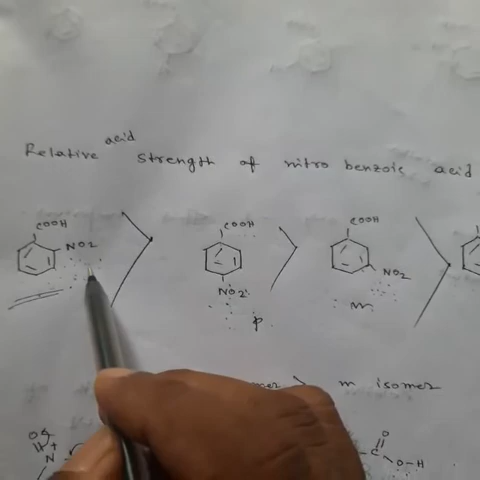 Relative acid strength of nitro benzoic acid
COOH COOH COOH
NO2 NO2 NO2
p m
m isomer
O O
H +
N C O-H